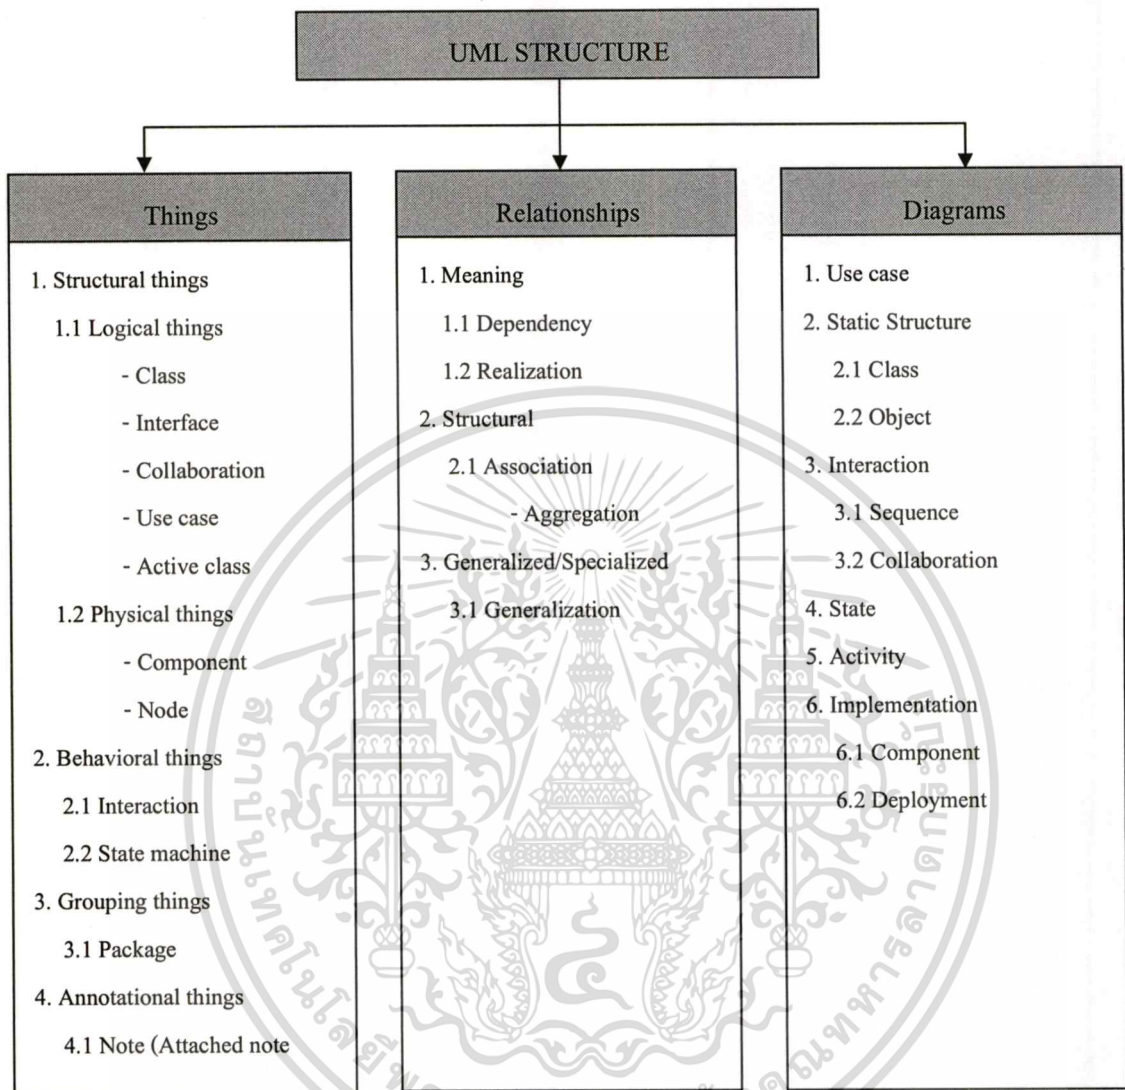 UML STRUCTURE
Things
1. Structural things
1.1 Logical things
- Class
- Interface
- Collaboration
- Use case
- Active class
1.2 Physical things
- Component
- Node
2. Behavioral things
2.1 Interaction
2.2 State machine
3. Grouping things
3.1 Package
4. Annotational things
4.1 Note (Attached note
Relationships
1. Meaning
1.1 Dependency
1.2 Realization
2. Structural
2.1 Association
- Aggregation
3. Generalized/Specialized
3.1 Generalization
Diagrams
1. Use case
2. Static Structure
2.1 Class
2.2 Object
3. Interaction
3.1 Sequence
3.2 Collaboration
4. State
5. Activity
6. Implementation
6.1 Component
6.2 Deployment